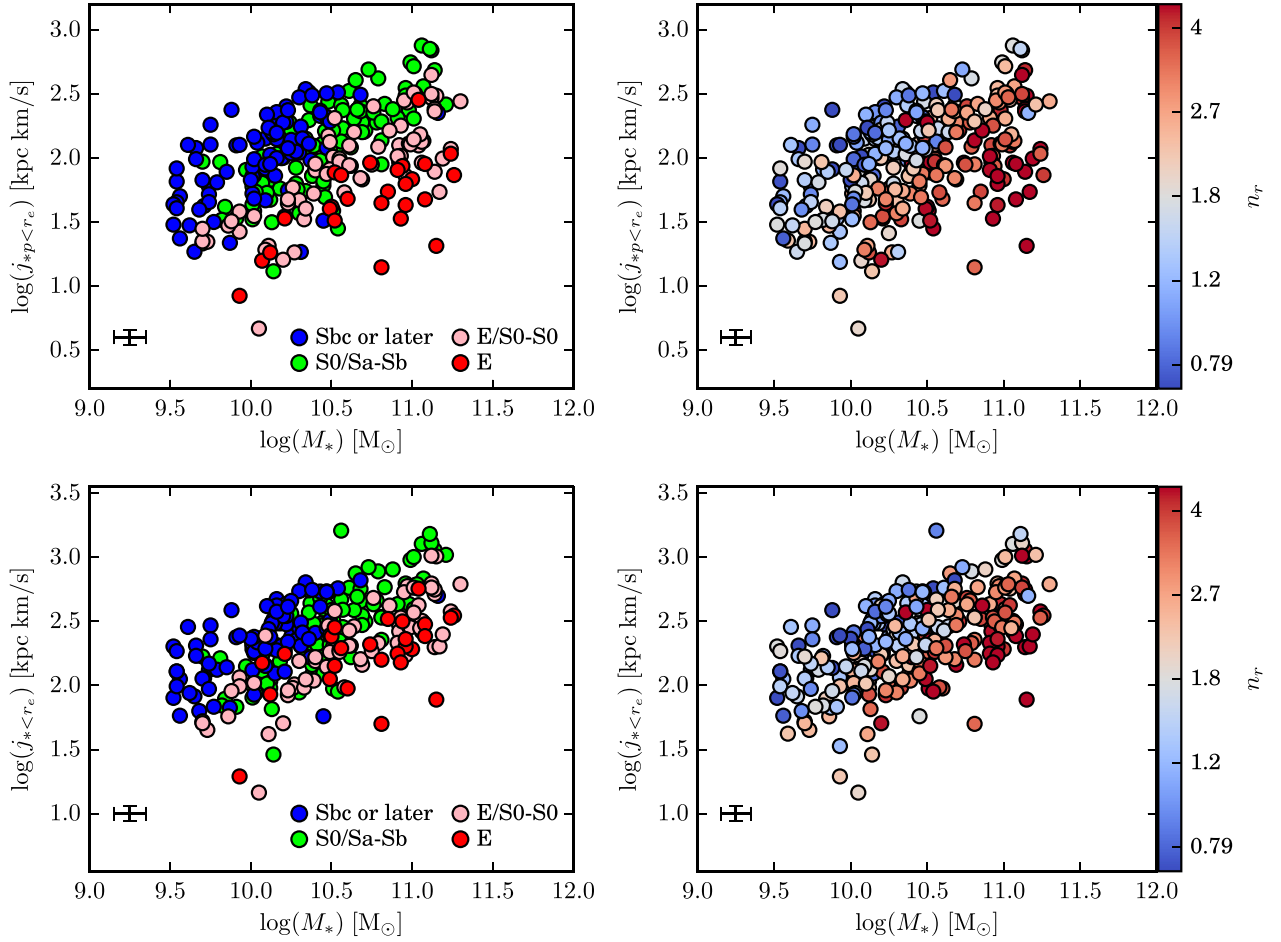 3.0
2.5
2.0
1.5
1.0
0.5
log(j∗p<rₑ) [kpc km/s]
Sbc or later
S0/Sa-Sb
E/S0-S0
E
9.0 9.5 10.0 10.5 11.0 11.5 12.0
log(M∗) [M⊙]
3.0
2.5
2.0
1.5
1.0
0.5
log(j∗p<rₑ) [kpc km/s]
9.0 9.5 10.0 10.5 11.0 11.5 12.0
log(M∗) [M⊙]
4
2.7
1.8
1.2
0.79
nᵣ
3.5
3.0
2.5
2.0
1.5
1.0
log(j∗<rₑ) [kpc km/s]
Sbc or later
S0/Sa-Sb
E/S0-S0
E
9.0 9.5 10.0 10.5 11.0 11.5 12.0
log(M∗) [M⊙]
3.5
3.0
2.5
2.0
1.5
1.0
log(j∗<rₑ) [kpc km/s]
9.0 9.5 10.0 10.5 11.0 11.5 12.0
log(M∗) [M⊙]
4
2.7
1.8
1.2
0.79
nᵣ